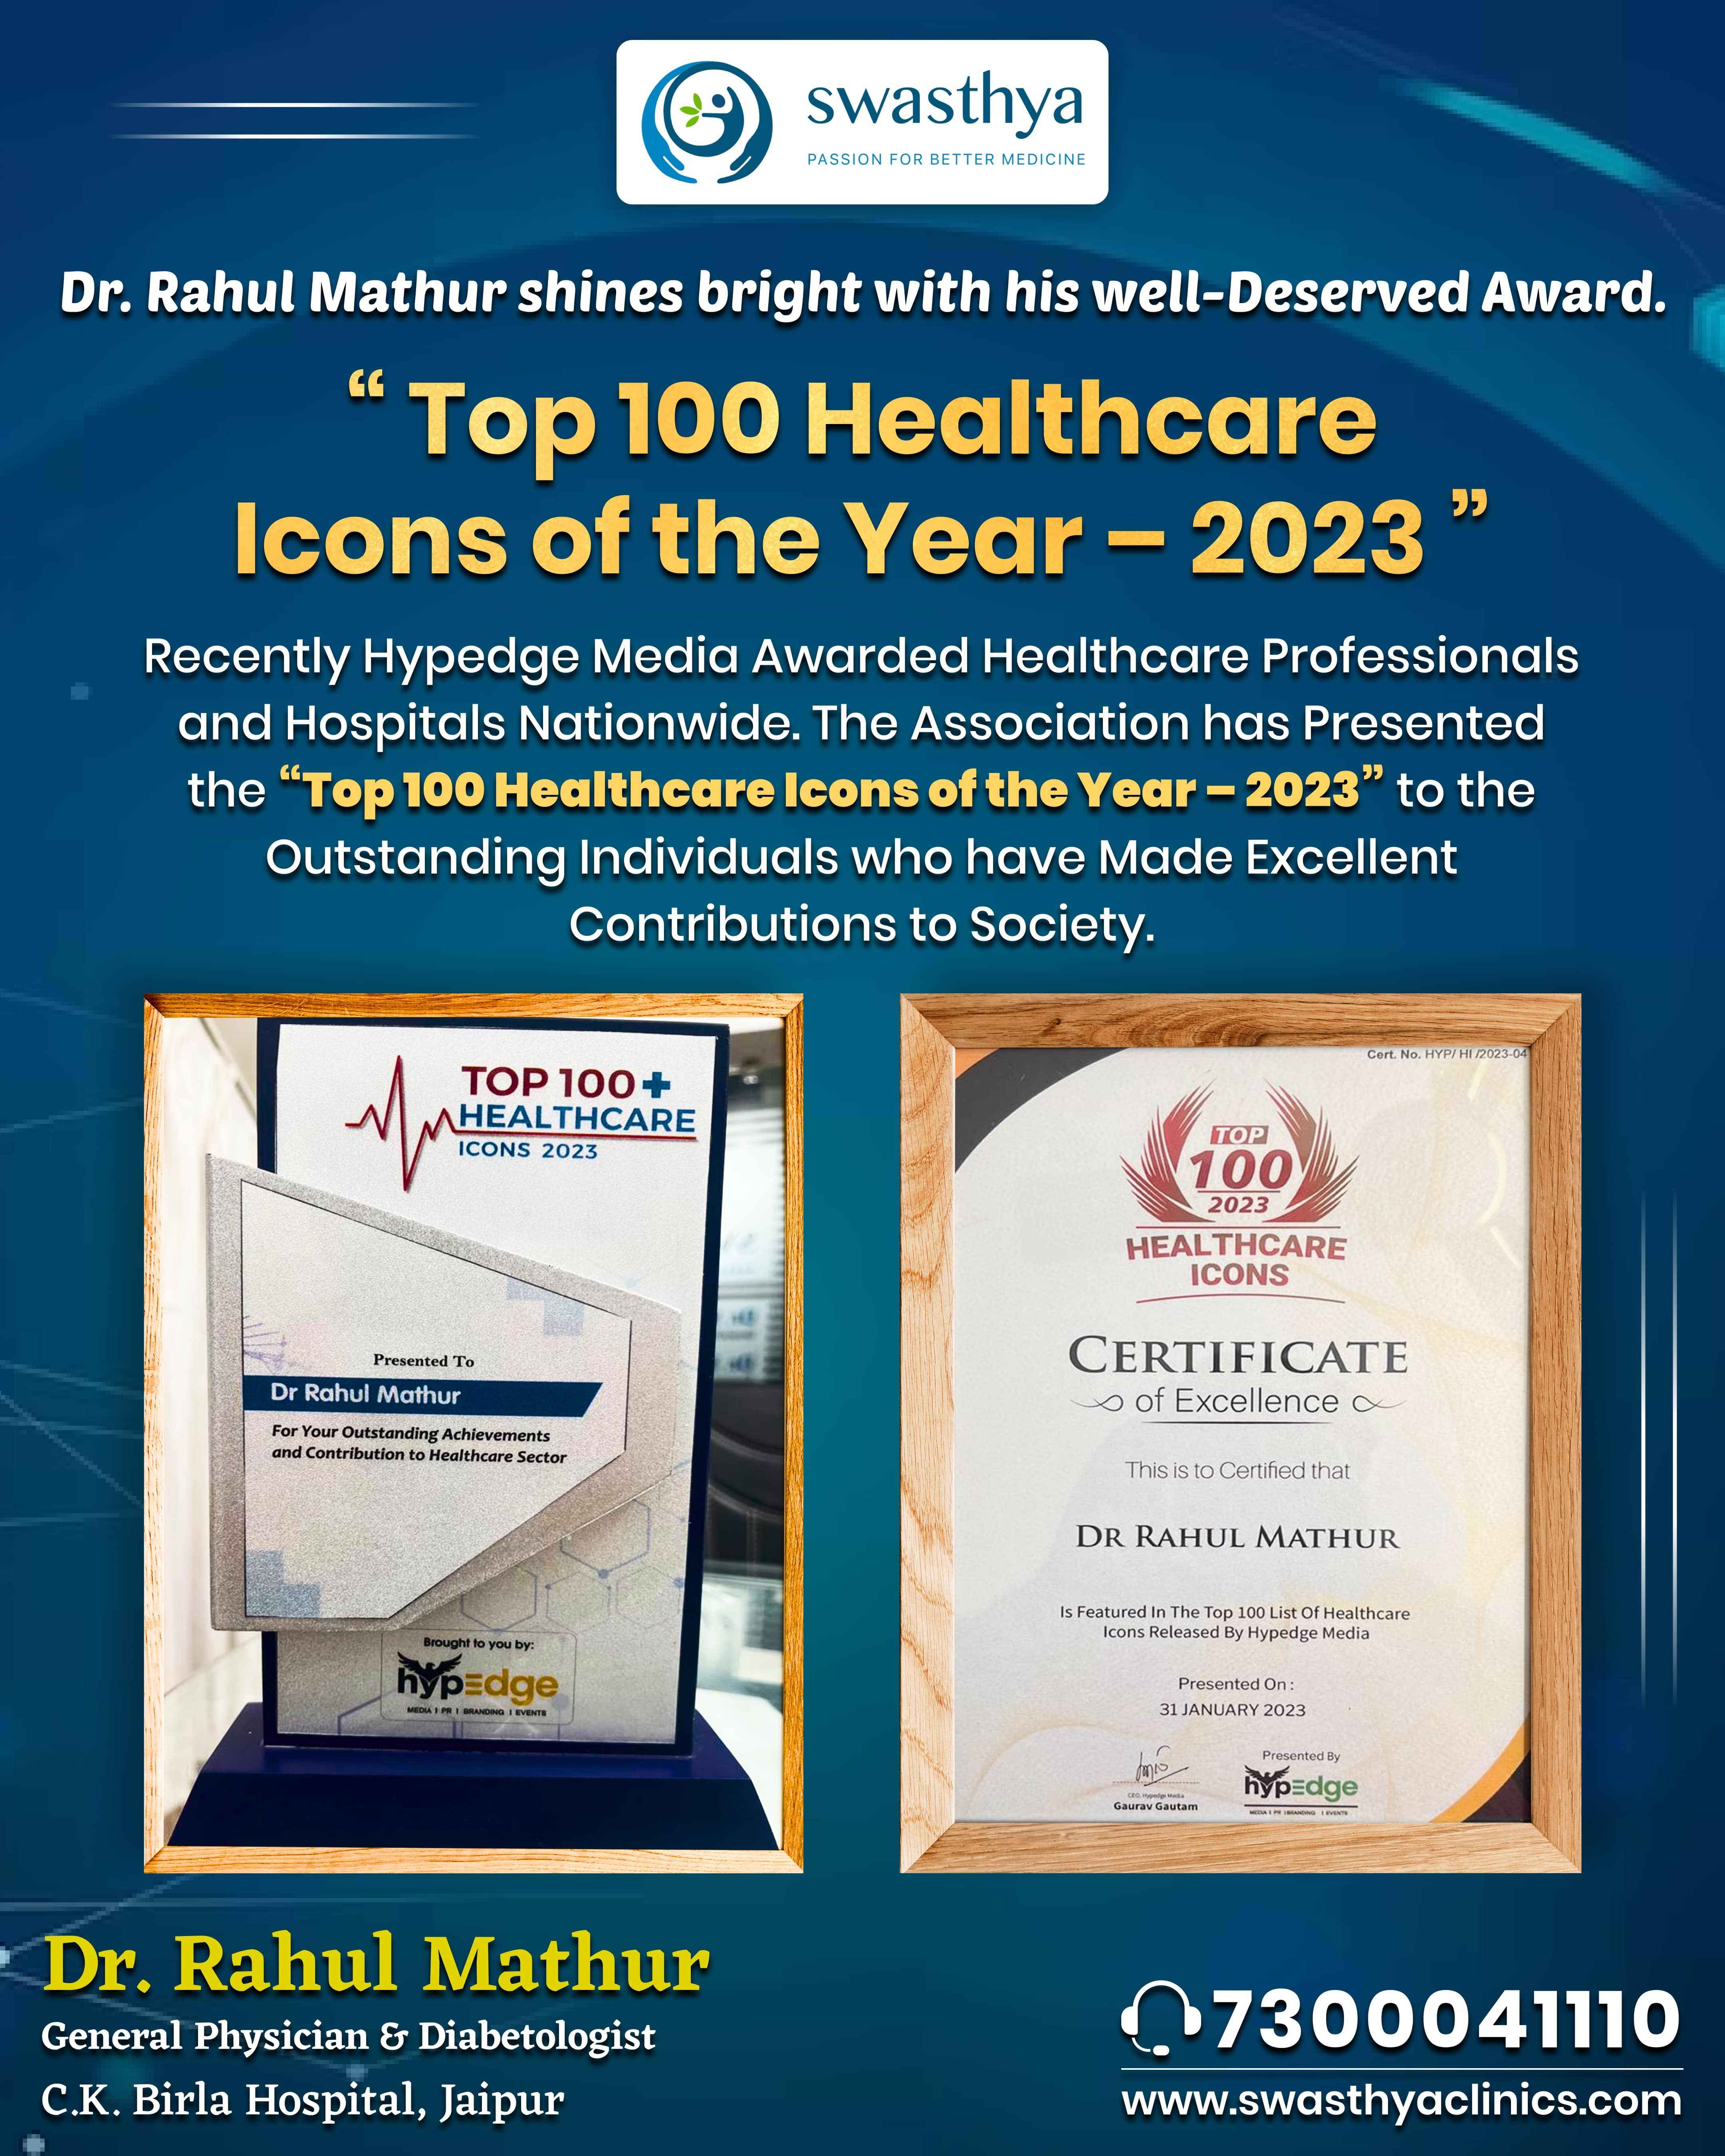 swasthya
PASSION FOR BETTER MEDICINE
Dr. Rahul Mathur shines bright with his well-Deserved Award.
“ Top 100 Healthcare
Icons of the Year – 2023 ”
Recently Hypedge Media Awarded Healthcare Professionals
and Hospitals Nationwide. The Association has Presented
the “Top 100 Healthcare Icons of the Year – 2023” to the
Outstanding Individuals who have Made Excellent
Contributions to Society.
TOP 100+
HEALTHCARE
ICONS 2023
Presented To
Dr Rahul Mathur
For Your Outstanding Achievements
and Contribution to Healthcare Sector
Brought to you by:
hypedge
MEDIA I PR I BRANDING I EVENTS
Cert. No. HYP/ HI /2023-04
TOP
100
2023
HEALTHCARE
ICONS
CERTIFICATE
of Excellence
This is to Certified that
DR RAHUL MATHUR
Is Featured In The Top 100 List Of Healthcare
Icons Released By Hypedge Media
Presented On :
31 JANUARY 2023
CEO, Hypedge Media
Gaurav Gautam
Presented By
hypedge
MEDIA I PR I BRANDING I EVENTS
Dr. Rahul Mathur
General Physician & Diabetologist
C.K. Birla Hospital, Jaipur
7300041110
www.swasthyaclinics.com